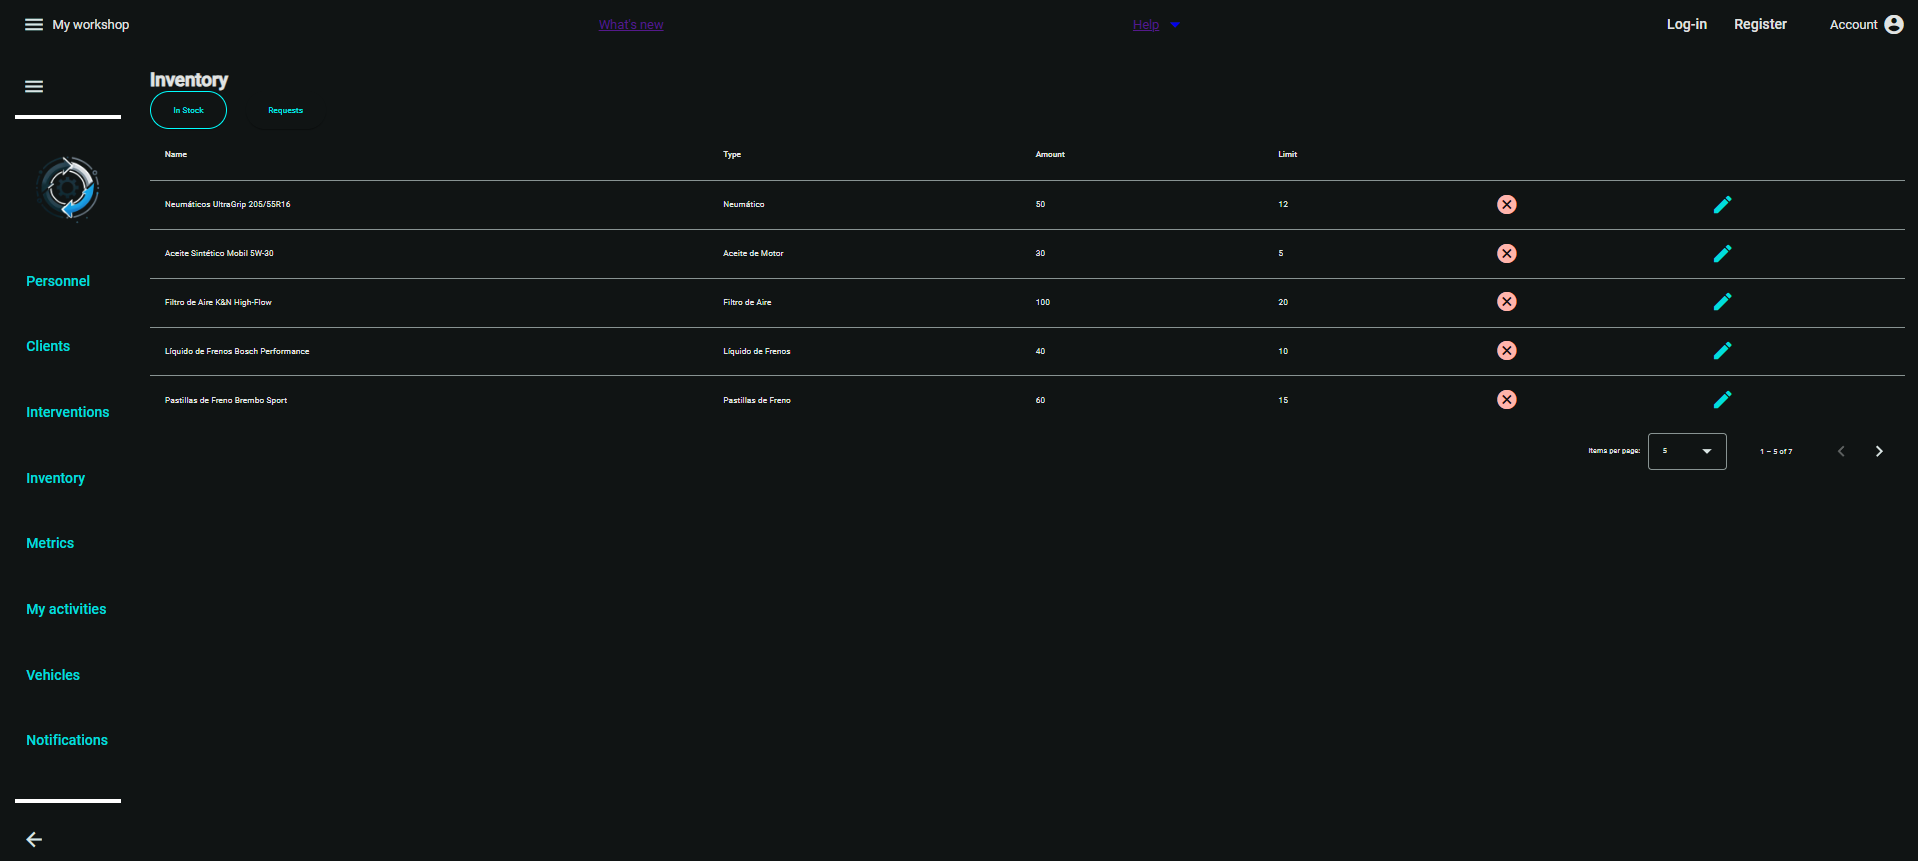 My workshop What's new Help Log-in Register Account
Inventory
In Stock Requests
Name Type Amount Limit
Neumáticos UltraGrip 205/55R16 Neumático 50 12
Aceite Sintético Mobil 5W-30 Aceite de Motor 30 5
Filtro de Aire K&N High-Flow Filtro de Aire 100 20
Líquido de Frenos Bosch Performance Líquido de Frenos 40 10
Pastillas de Freno Brembo Sport Pastillas de Freno 60 15
Items per page: 5 1 – 5 of 7
Personnel
Clients
Interventions
Inventory
Metrics
My activities
Vehicles
Notifications